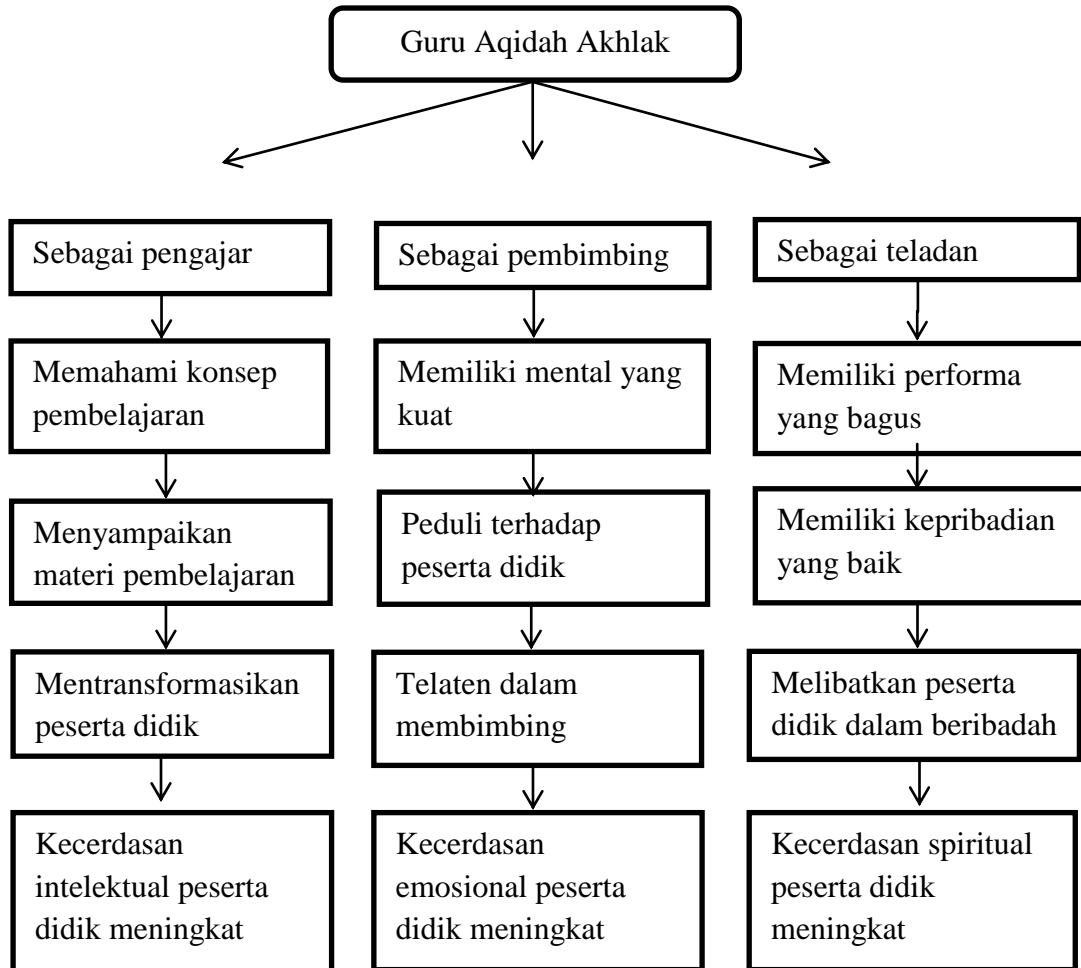 Guru Aqidah Akhlak
Sebagai pengajar
Sebagai pembimbing
Sebagai teladan
Memahami konsep
pembelajaran
Memiliki mental yang
kuat
Memiliki performa
yang bagus
Menyampaikan
materi pembelajaran
Peduli terhadap
peserta didik
Memiliki kepribadian
yang baik
Mentransformasikan
peserta didik
Telaten dalam
membimbing
Melibatkan peserta
didik dalam beribadah
Kecerdasan
intelektual peserta
didik meningkat
Kecerdasan
emosional peserta
didik meningkat
Kecerdasan spiritual
peserta didik
meningkat